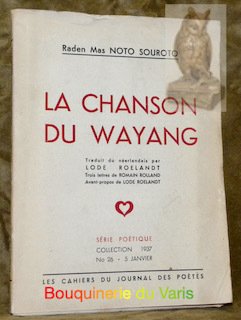 Raden Mas NOTO SOUROTO
LA CHANSON
DU WAYANG
Traduit du néerlandais par
LODE ROELANDT
Trois lettres de ROMAIN ROLLAND
Avant-propos de LODE ROELANDT
SÉRIE POÉTIQUE
COLLECTION 1937
No 26 - 5 JANVIER
LES CAHIERS DU JOURNAL DES POÈTES
Bouquinerie du Varis